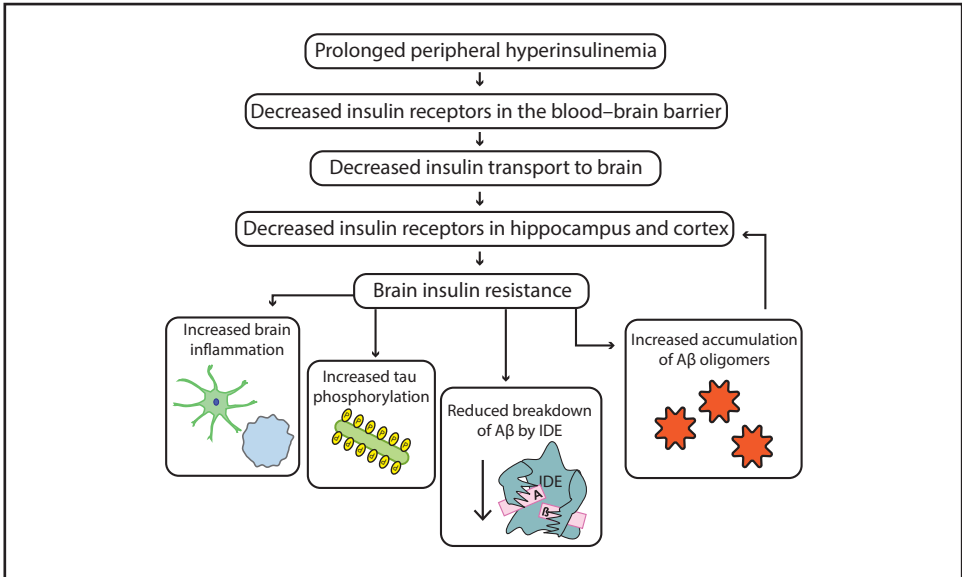 Prolonged peripheral hyperinsulinemia
Decreased insulin receptors in the blood–brain barrier
Decreased insulin transport to brain
Decreased insulin receptors in hippocampus and cortex
Brain insulin resistance
Increased brain
inflammation
Increased tau
phosphorylation
P P P P P P
P P P P P P
Reduced breakdown
of Aβ by IDE
IDE
A
β
Increased accumulation
of Aβ oligomers